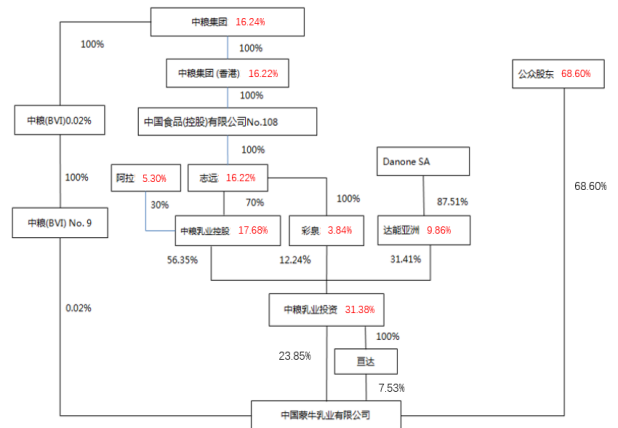 中粮集团 16.24%
100%
100%
中粮集团 (香港) 16.22%
公众股东 68.60%
100%
中粮(BVI)0.02%
中国食品(控股)有限公司No.108
100%
Danone SA
阿拉 5.30%
志远 16.22%
100%
68.60%
30%
70%
100%
87.51%
中粮(BVI) No. 9
中粮乳业控股 17.68%
彩泉 3.84%
达能亚洲 9.86%
56.35%
12.24%
31.41%
0.02%
中粮乳业投资 31.38%
100%
23.85%
亘达
7.53%
中国蒙牛乳业有限公司